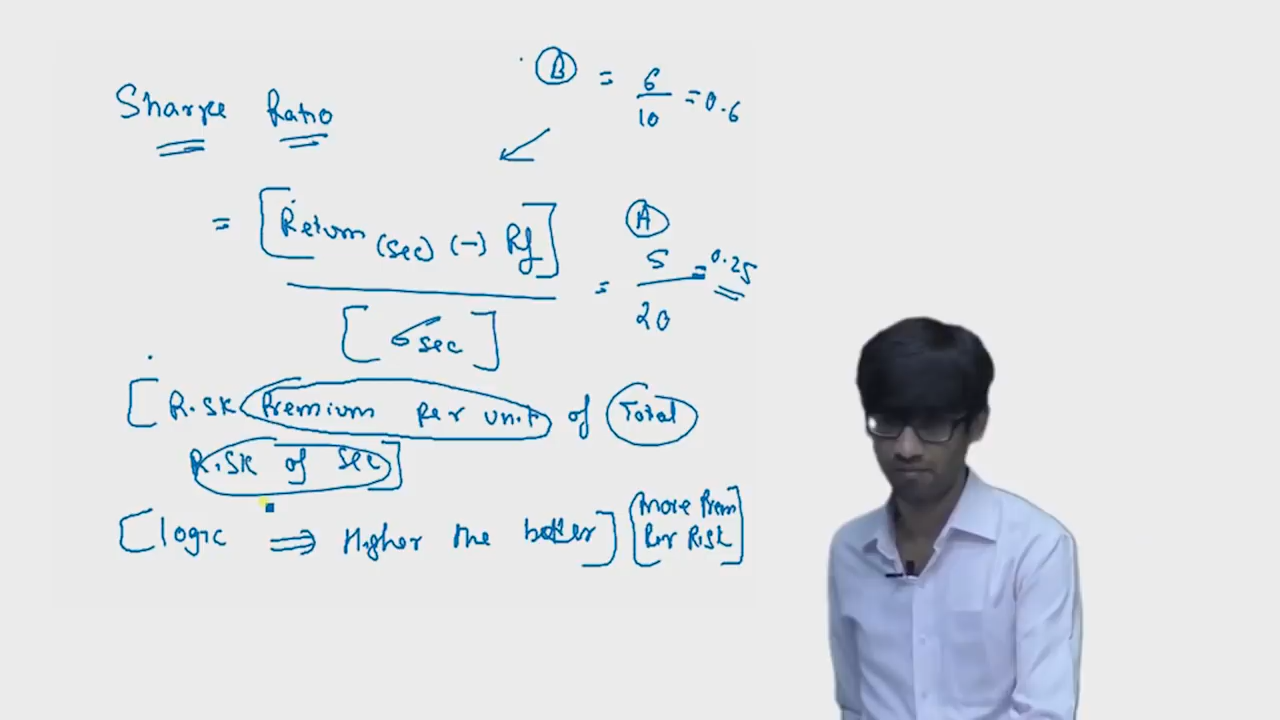 B = 6/10 = 0.6
Sharpe Ratio
= [Return (sec) (-) Rf] / [σ sec] = A 5/20 = 0.25
[Risk Premium per unit of Total
Risk of sec]
[logic ⇒ Higher the better] [More Prem
Per Risk]